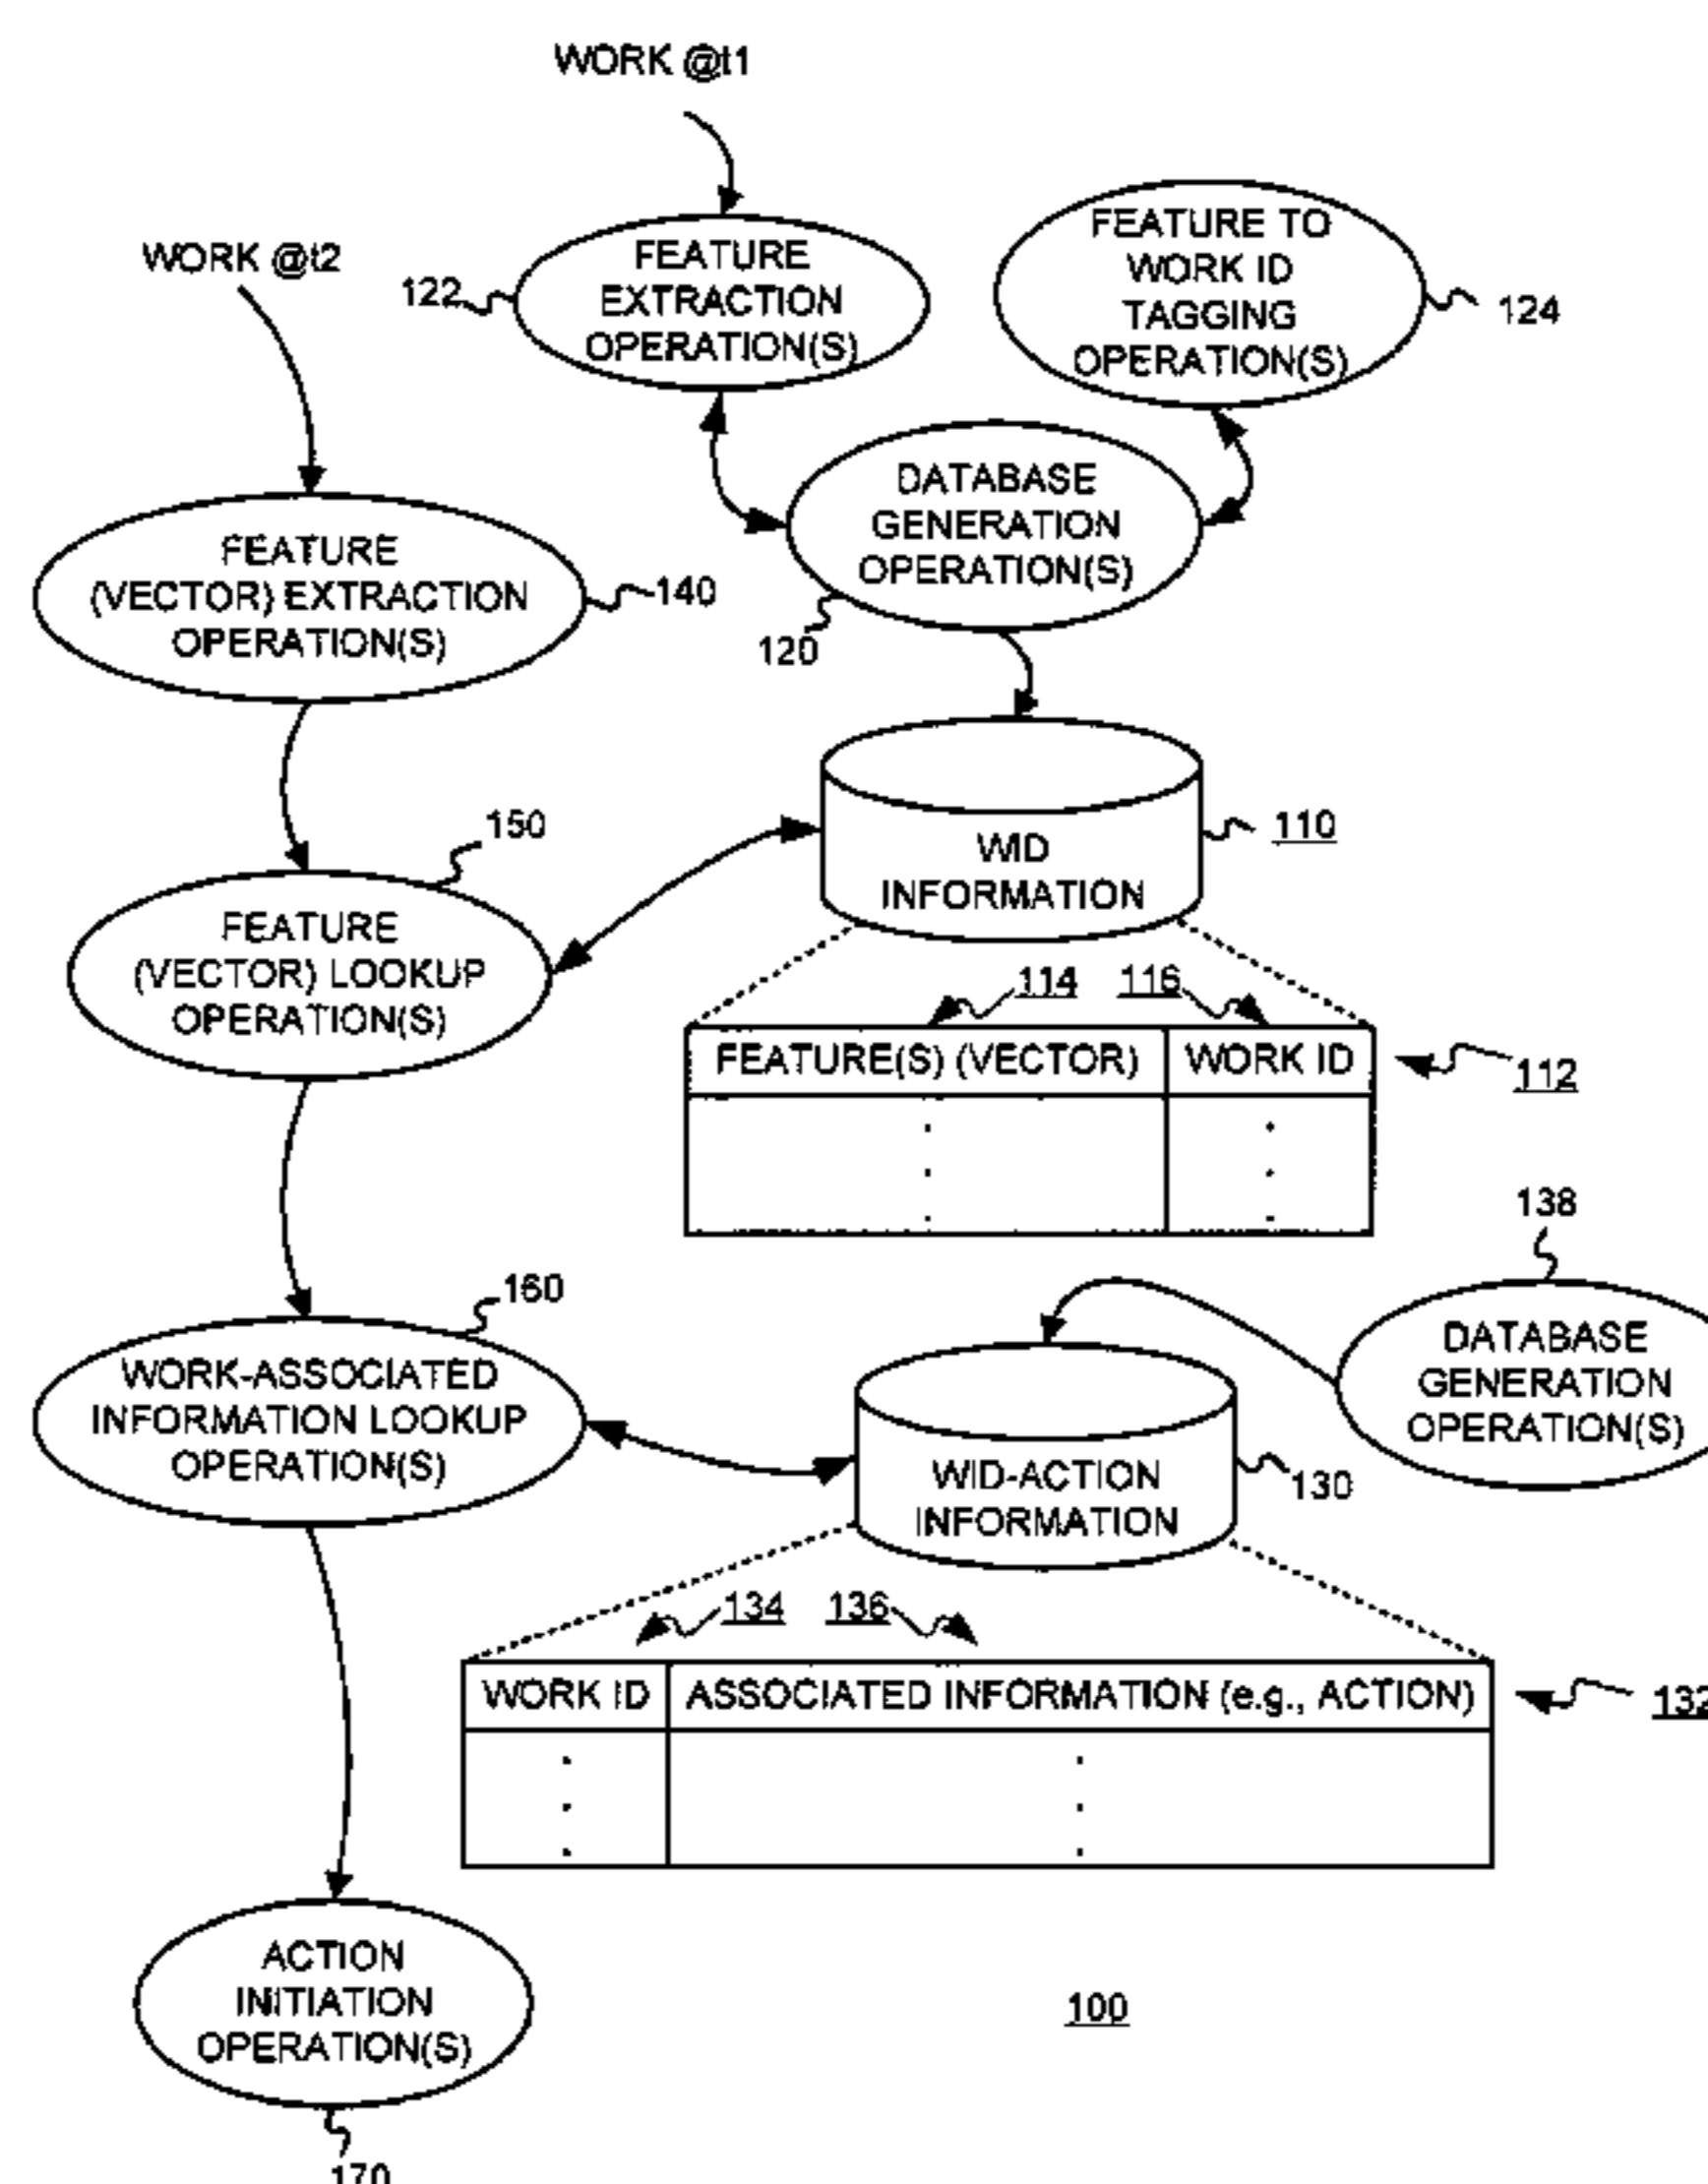 WORK @t1
WORK @t2
122
FEATURE
EXTRACTION
OPERATION(S)
FEATURE TO
WORK ID
TAGGING
OPERATION(S)
124
DATABASE
GENERATION
OPERATION(S)
120
FEATURE
(VECTOR) EXTRACTION
OPERATION(S)
140
150
WID
INFORMATION
110
FEATURE
(VECTOR) LOOKUP
OPERATION(S)
114
116
FEATURE(S) (VECTOR)
WORK ID
112
138
DATABASE
GENERATION
OPERATION(S)
160
WORK-ASSOCIATED
INFORMATION LOOKUP
OPERATION(S)
WID-ACTION
INFORMATION
130
134
136
WORK ID
ASSOCIATED INFORMATION (e.g., ACTION)
132
ACTION
INITIATION
OPERATION(S)
100
170